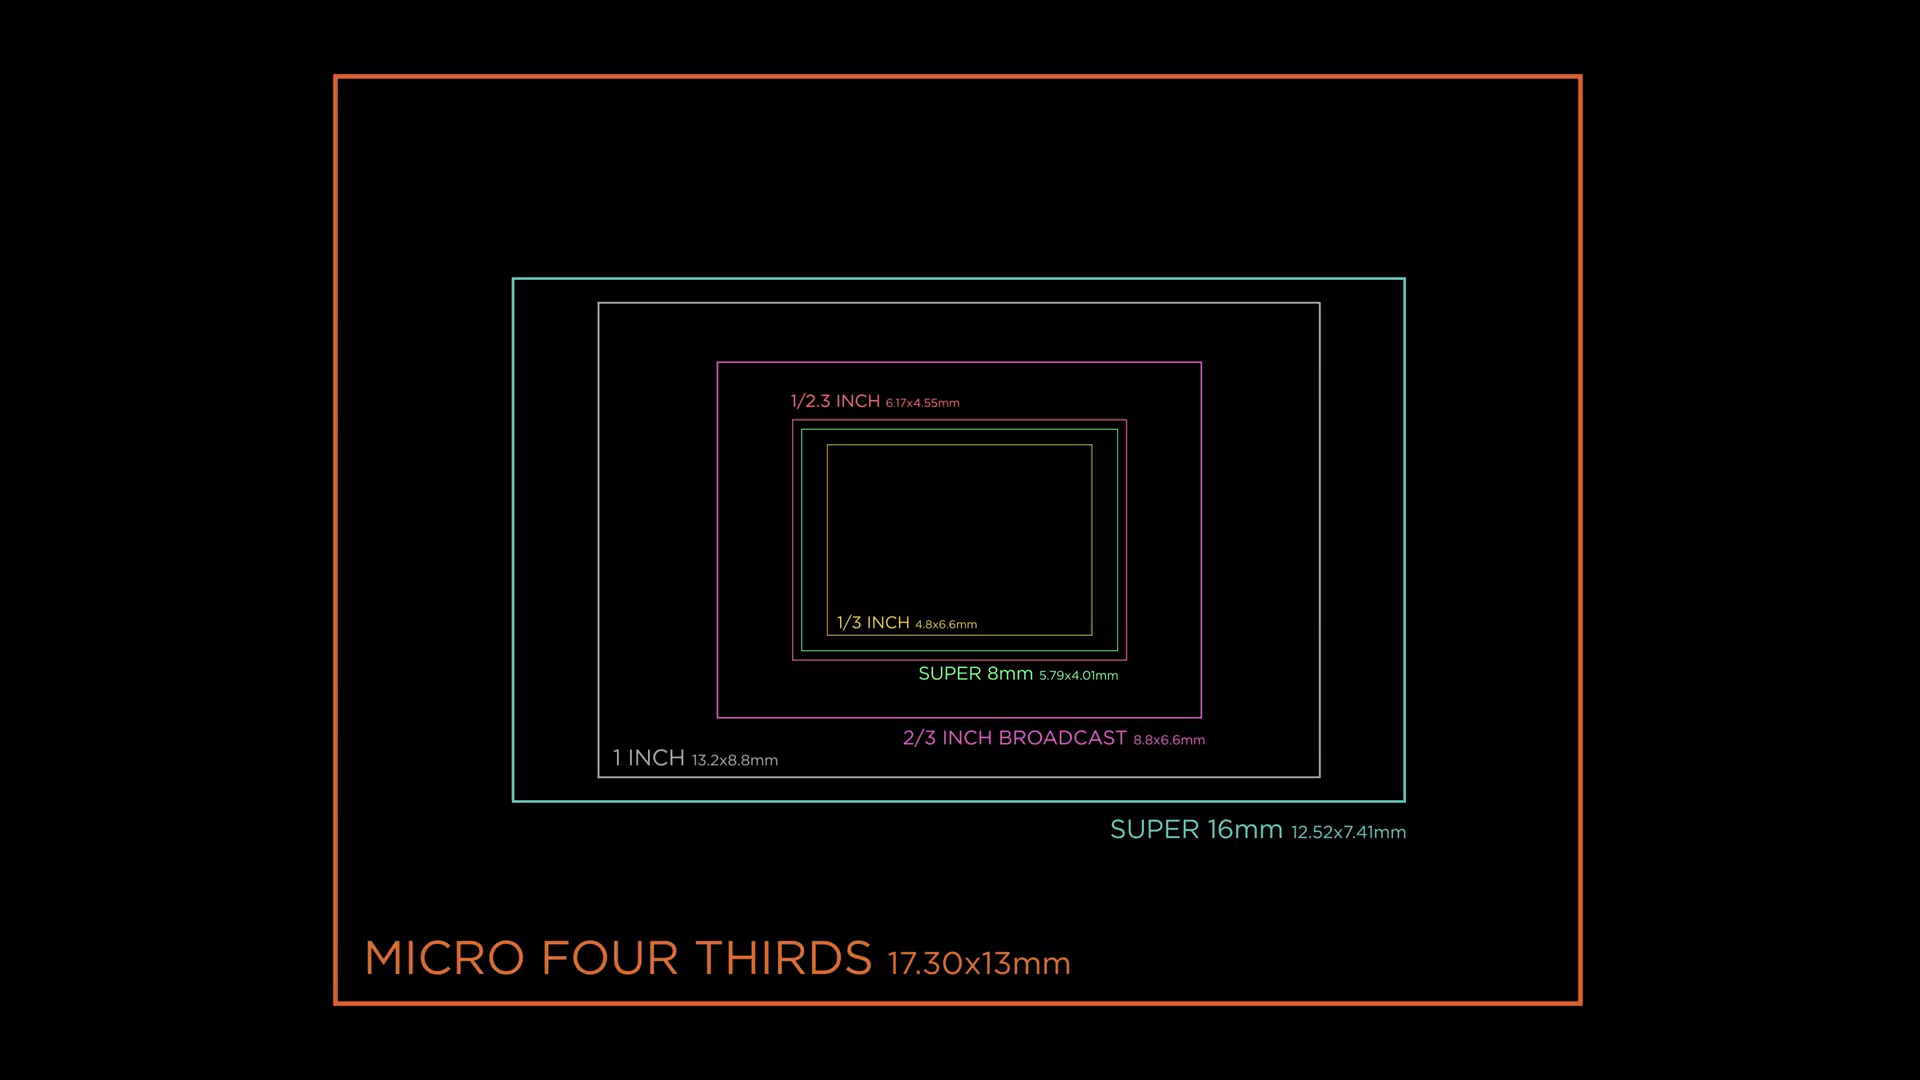 1/2.3 INCH 6.17x4.55mm
1/3 INCH 4.8x6.6mm
SUPER 8mm 5.79x4.01mm
2/3 INCH BROADCAST 8.8x6.6mm
1 INCH 13.2x8.8mm
SUPER 16mm 12.52x7.41mm
MICRO FOUR THIRDS 17.30x13mm